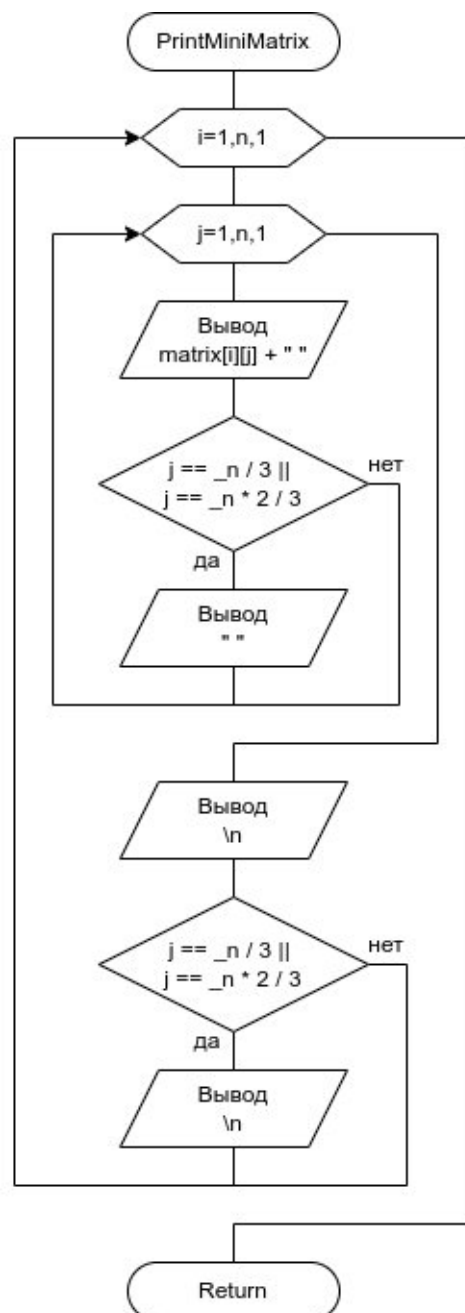 PrintMiniMatrix
i=1,n,1
j=1,n,1
Вывод
matrix[i][j] + " "
j == _n / 3 ||
j == _n * 2 / 3
нет
да
Вывод
" "
Вывод
\n
j == _n / 3 ||
j == _n * 2 / 3
нет
да
Вывод
\n
Return